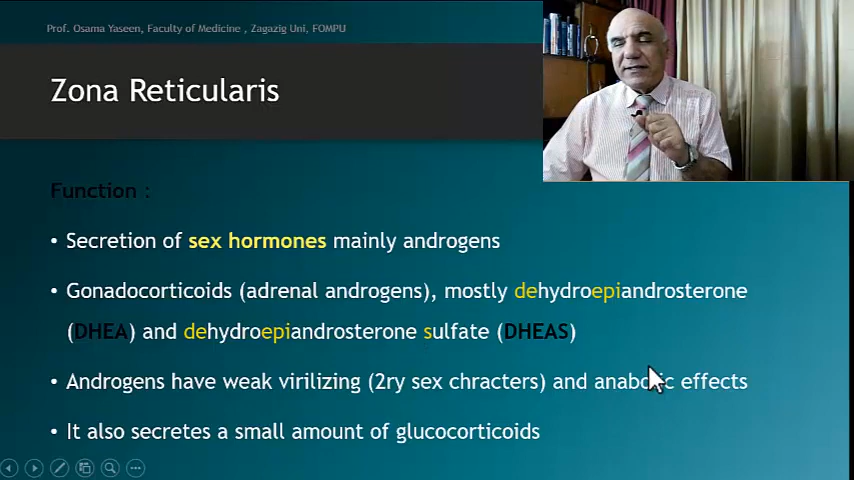 Prof. Osama Yaseen, Faculty of Medicine , Zagazig Uni, FOMPU
Zona Reticularis
Function :
• Secretion of sex hormones mainly androgens
• Gonadocorticoids (adrenal androgens), mostly dehydroepiandrosterone
(DHEA) and dehydroepiandrosterone sulfate (DHEAS)
• Androgens have weak virilizing (2ry sex chracters) and anabolic effects
• It also secretes a small amount of glucocorticoids